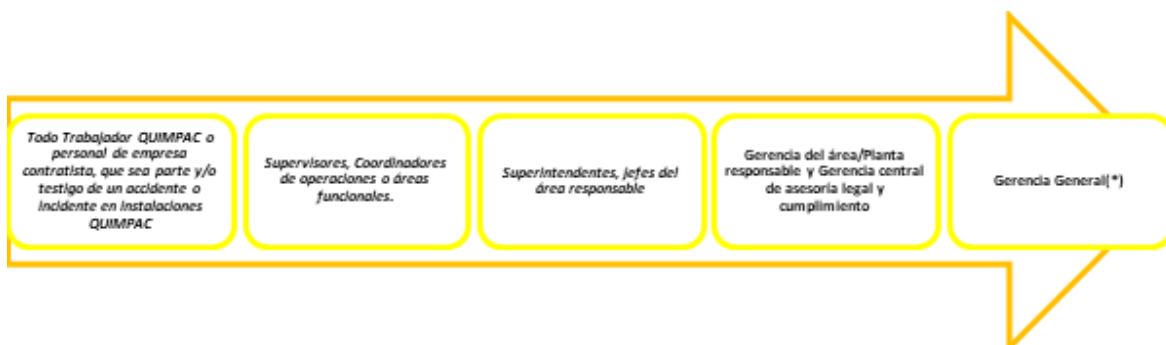 Todo Trabajador QUIMPAC o
personal de empresa
contratista, que sea parte y/o
testigo de un accidente o
incidente en instalaciones
QUIMPAC
Supervisores, Coordinadores
de operaciones o áreas
funcionales.
Superintendentes, jefes del
área responsable
Gerencia del área/Planta
responsable y Gerencia central
de asesoría legal y
cumplimiento
Gerencia General(*)